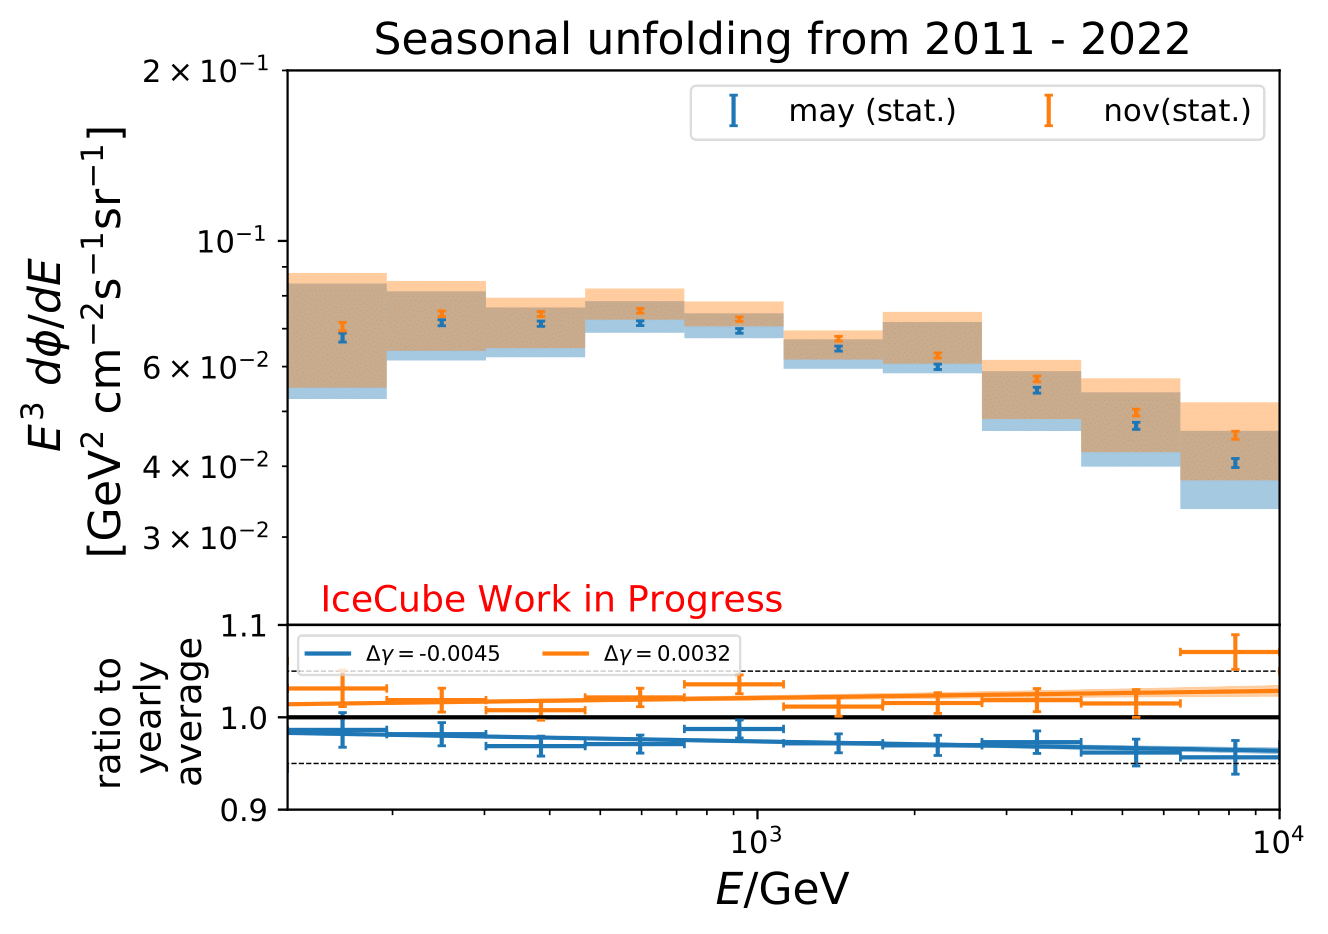 Seasonal unfolding from 2011 - 2022
2 × 10⁻¹
10⁻¹
6 × 10⁻²
4 × 10⁻²
3 × 10⁻²
E³ dϕ/dE
[GeV² cm⁻²s⁻¹sr⁻¹]
may (stat.) nov(stat.)
IceCube Work in Progress
1.1
1.0
0.9
ratio to
yearly
average
Δγ = -0.0045 Δγ = 0.0032
10³ 10⁴
E/GeV